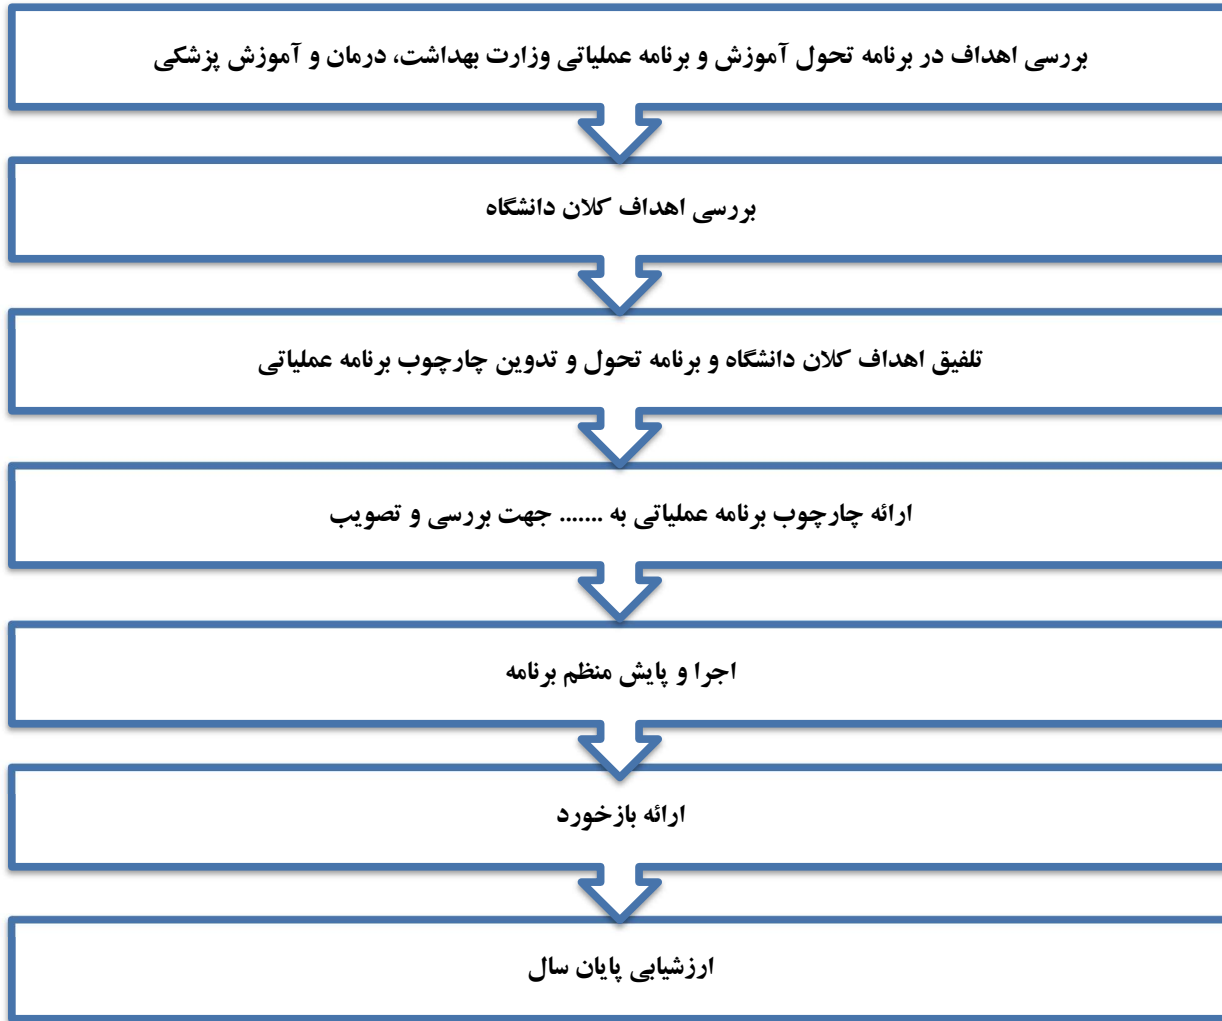 بررسی اهداف در برنامه تحول آموزش و برنامه عملیاتی وزارت بهداشت، درمان و آموزش پزشکی
بررسی اهداف کلان دانشگاه
تلفیق اهداف کلان دانشگاه و برنامه تحول و تدوین چارچوب برنامه عملیاتی
ارائه چارچوب برنامه عملیاتی به ....... جهت بررسی و تصویب
اجرا و پایش منظم برنامه
ارائه بازخورد
ارزشیابی پایان سال